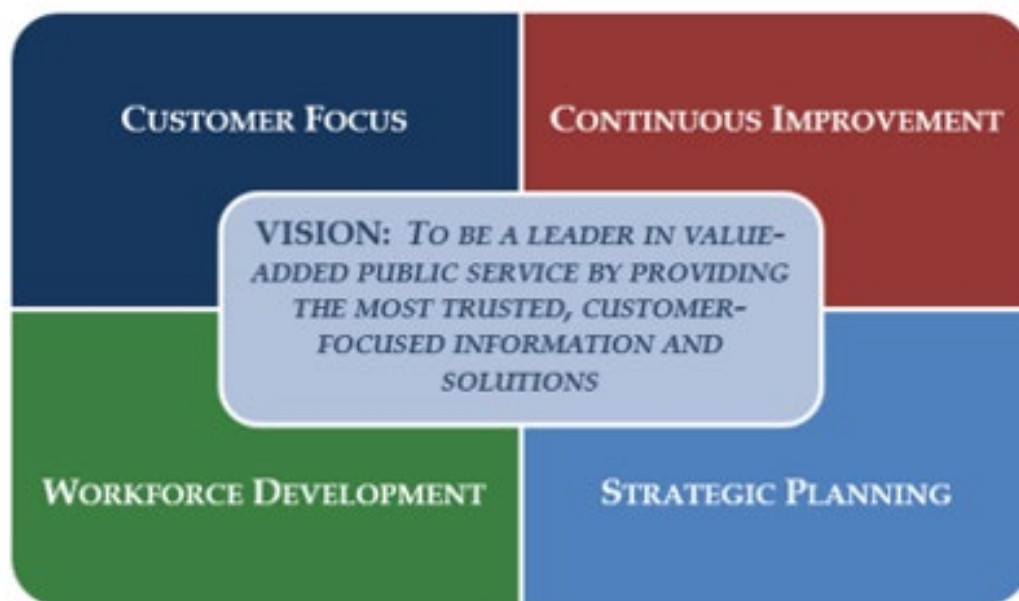 Customer Focus
Continuous Improvement
VISION: To be a leader in value-
added public service by providing
the most trusted, customer-
focused information and
solutions
Workforce Development
Strategic Planning